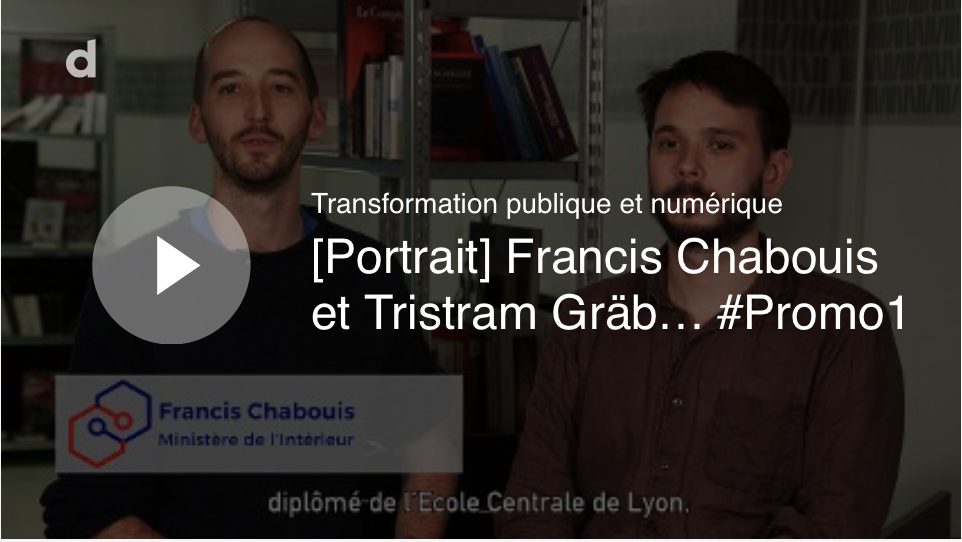 d
Transformation publique et numérique
[Portrait] Francis Chabouis
et Tristram Gräb… #Promo1
Francis Chabouis
Ministère de l'Intérieur
diplômé de l'Ecole Centrale de Lyon,